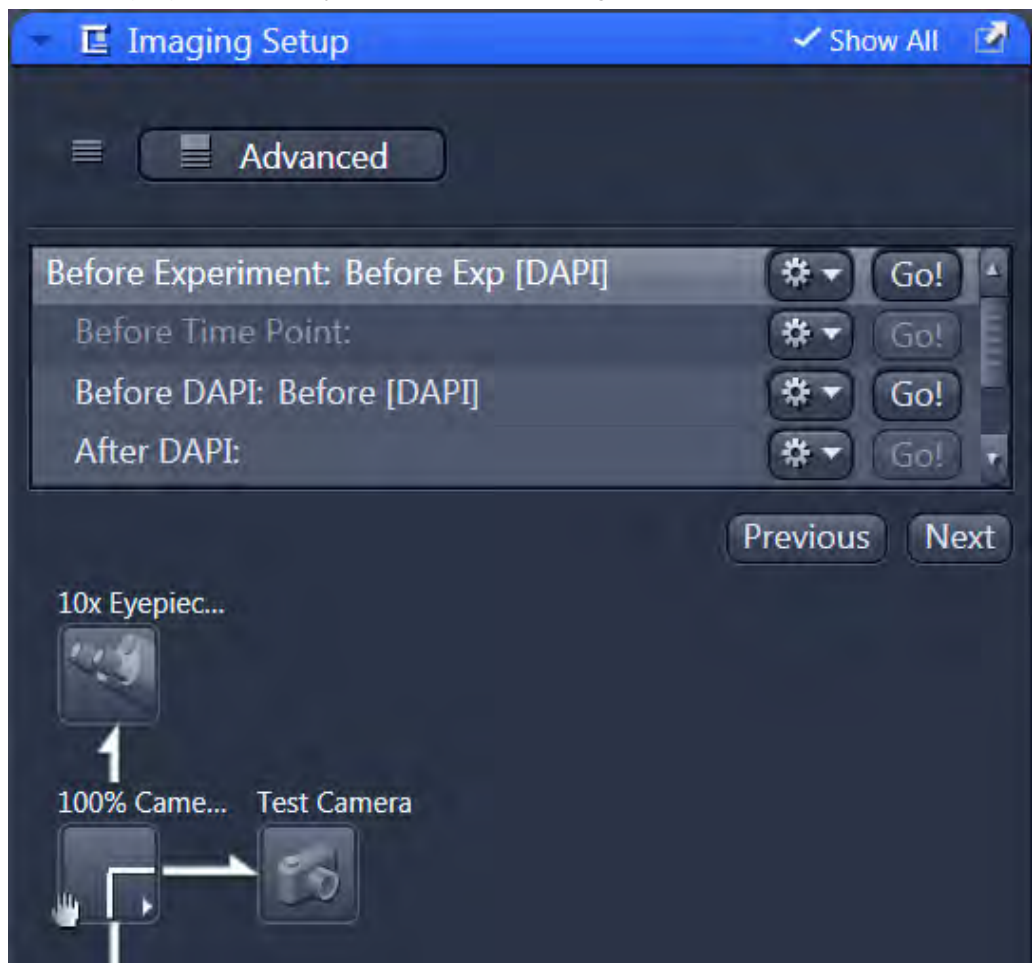 Imaging Setup Show All
Advanced
Before Experiment: Before Exp [DAPI] Go!
Before Time Point: Go!
Before DAPI: Before [DAPI] Go!
After DAPI: Go!
Previous Next
10x Eyepiec...
100% Came... Test Camera